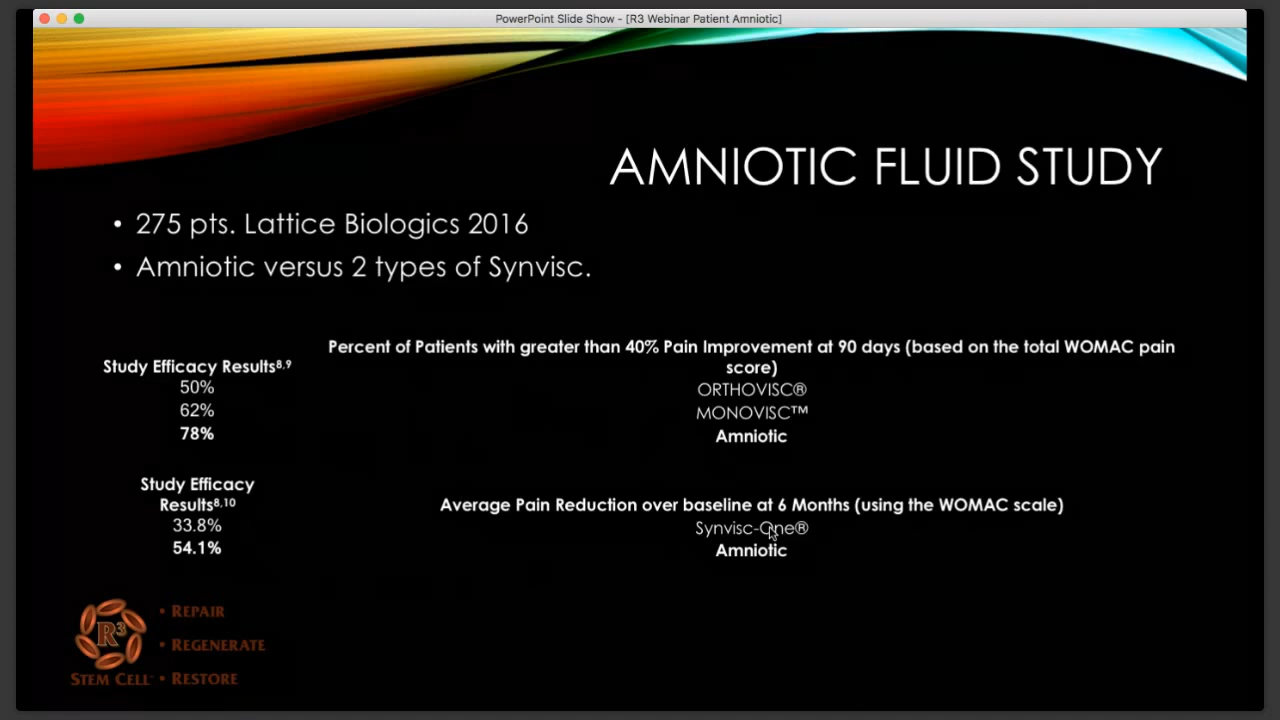 PowerPoint Slide Show - [R3 Webinar Patient Amniotic]
AMNIOTIC FLUID STUDY
• 275 pts. Lattice Biologics 2016
• Amniotic versus 2 types of Synvisc.
Study Efficacy Results8,9
50%
62%
78%
Percent of Patients with greater than 40% Pain Improvement at 90 days (based on the total WOMAC pain
score)
ORTHOVISC®
MONOVISC™
Amniotic
Study Efficacy
Results8,10
33.8%
54.1%
Average Pain Reduction over baseline at 6 Months (using the WOMAC scale)
Synvisc-One®
Amniotic
R3
STEM CELL
• REPAIR
• REGENERATE
• RESTORE